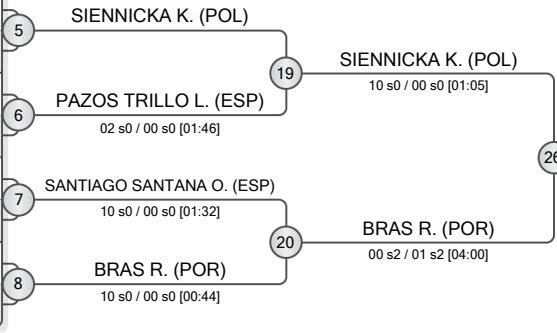 SIENNICKA K. (POL)
5
19
SIENNICKA K. (POL)
10 s0 / 00 s0 [01:05]
PAZOS TRILLO L. (ESP)
6
02 s0 / 00 s0 [01:46]
26
SANTIAGO SANTANA O. (ESP)
7
10 s0 / 00 s0 [01:32]
20
BRAS R. (POR)
00 s2 / 01 s2 [04:00]
BRAS R. (POR)
8
10 s0 / 00 s0 [00:44]